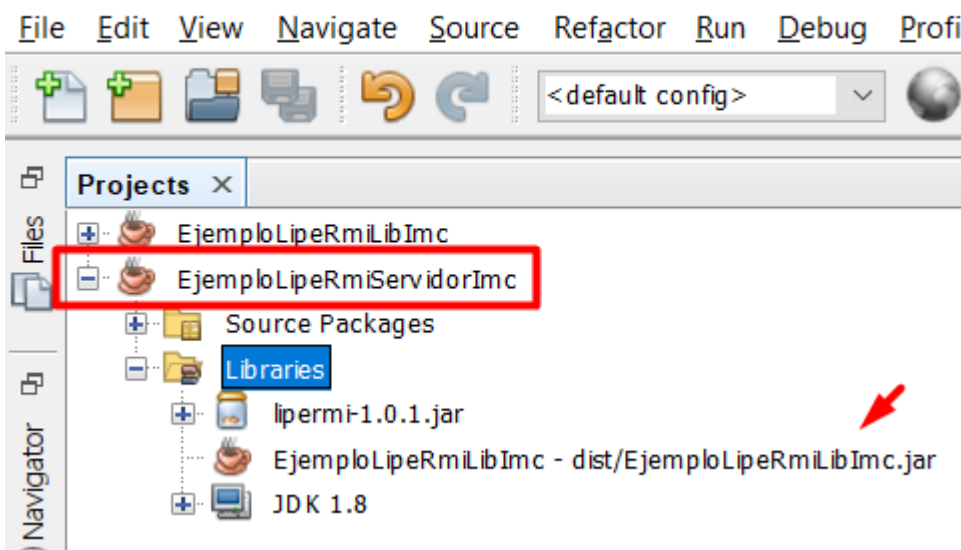 File Edit View Navigate Source Refactor Run Debug Profi
<default config>
Projects ×
Files
EjemploLipeRmiLibImc
EjemploLipeRmiServidorImc
Source Packages
Libraries
lipermi-1.0.1.jar
EjemploLipeRmiLibImc - dist/EjemploLipeRmiLibImc.jar
JDK 1.8
Navigator